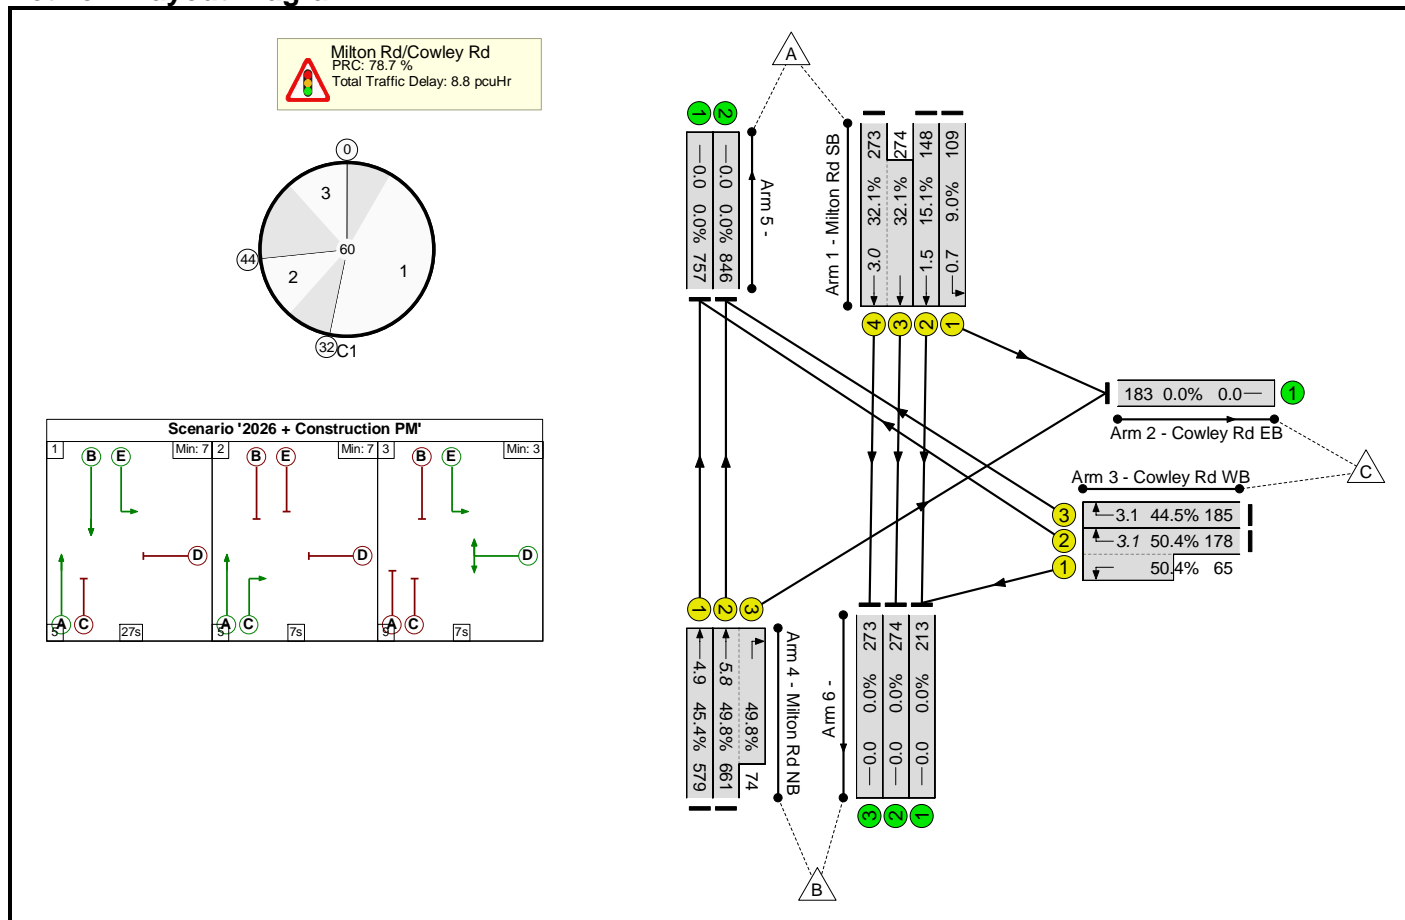 Milton Rd/Cowley Rd
PRC: 78.7 %
Total Traffic Delay: 8.8 pcuHr
0
3
60
44
2
1
32
C1
Scenario '2026 + Construction PM'
1
B
E
Min: 7
D
A
C
5
27s
2
B
E
Min: 7
D
A
C
5
7s
3
B
E
Min: 3
D
A
C
9
7s
A
1
2
0.0 0.0% 757
0.0 0.0% 846
Arm 5 -
Arm 1 - Milton Rd SB
3.0 32.1% 273
32.1% 274
1.5 15.1% 148
0.7 9.0% 109
4
3
2
1
183 0.0% 0.0
1
Arm 2 - Cowley Rd EB
C
Arm 3 - Cowley Rd WB
3
3.1 44.5% 185
2
3.1 50.4% 178
1
50.4% 65
1
2
3
4.9 45.4% 579
5.8 49.8% 661
49.8% 74
Arm 4 - Milton Rd NB
Arm 6 -
0.0 0.0% 273
0.0 0.0% 274
0.0 0.0% 213
3
2
1
B